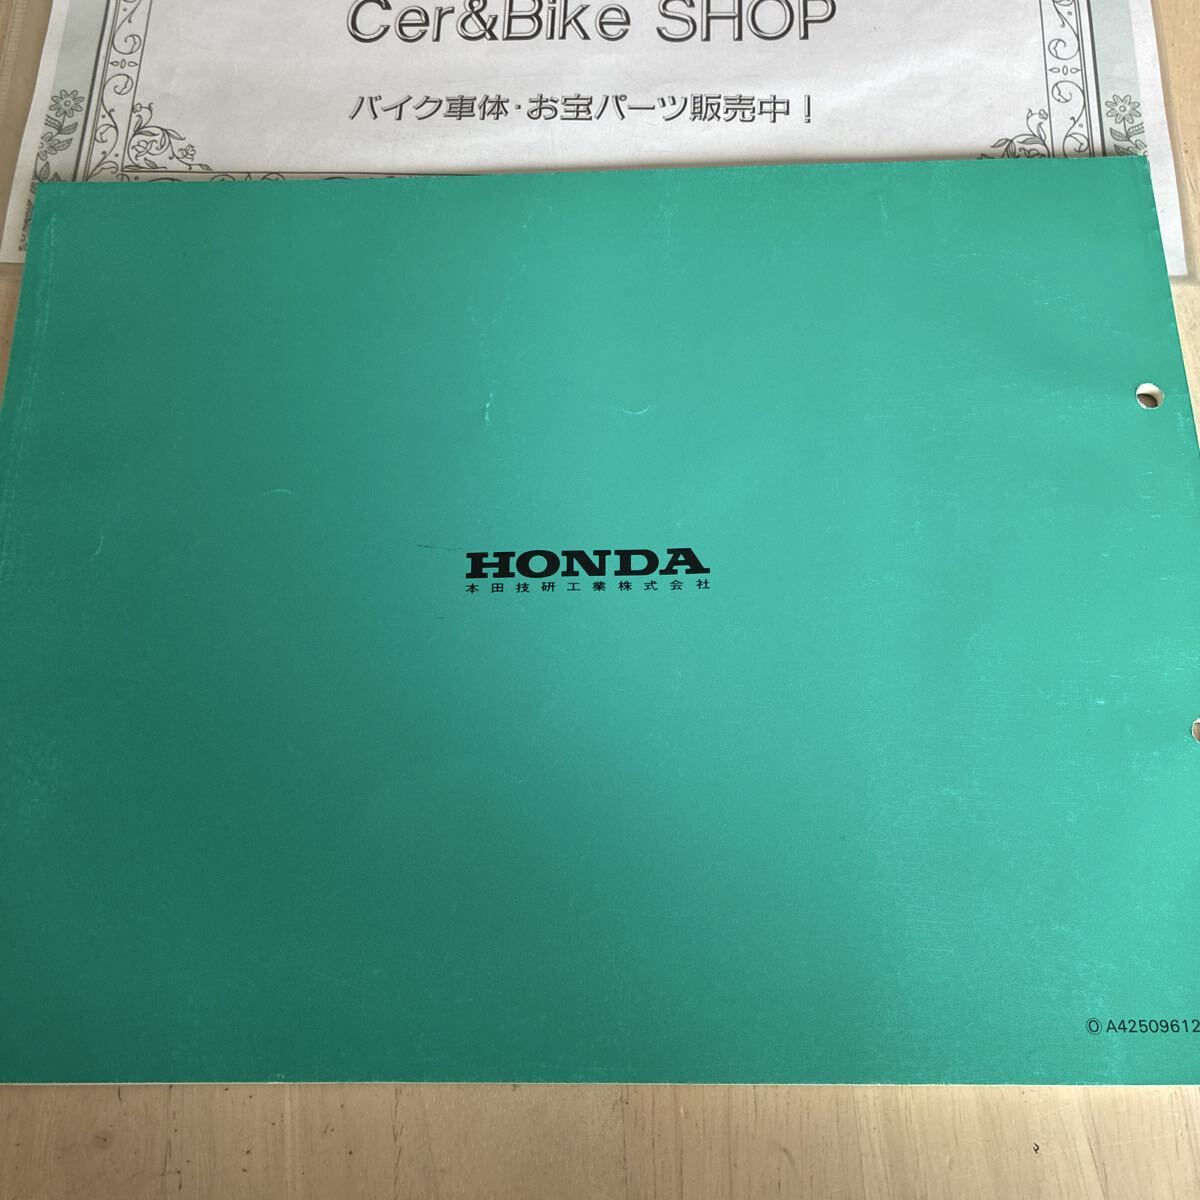 Cer&Bike SHOP
バイク車体・お宝パーツ販売中！
HONDA
本田技研工業株式会社
Ⓞ A42509612